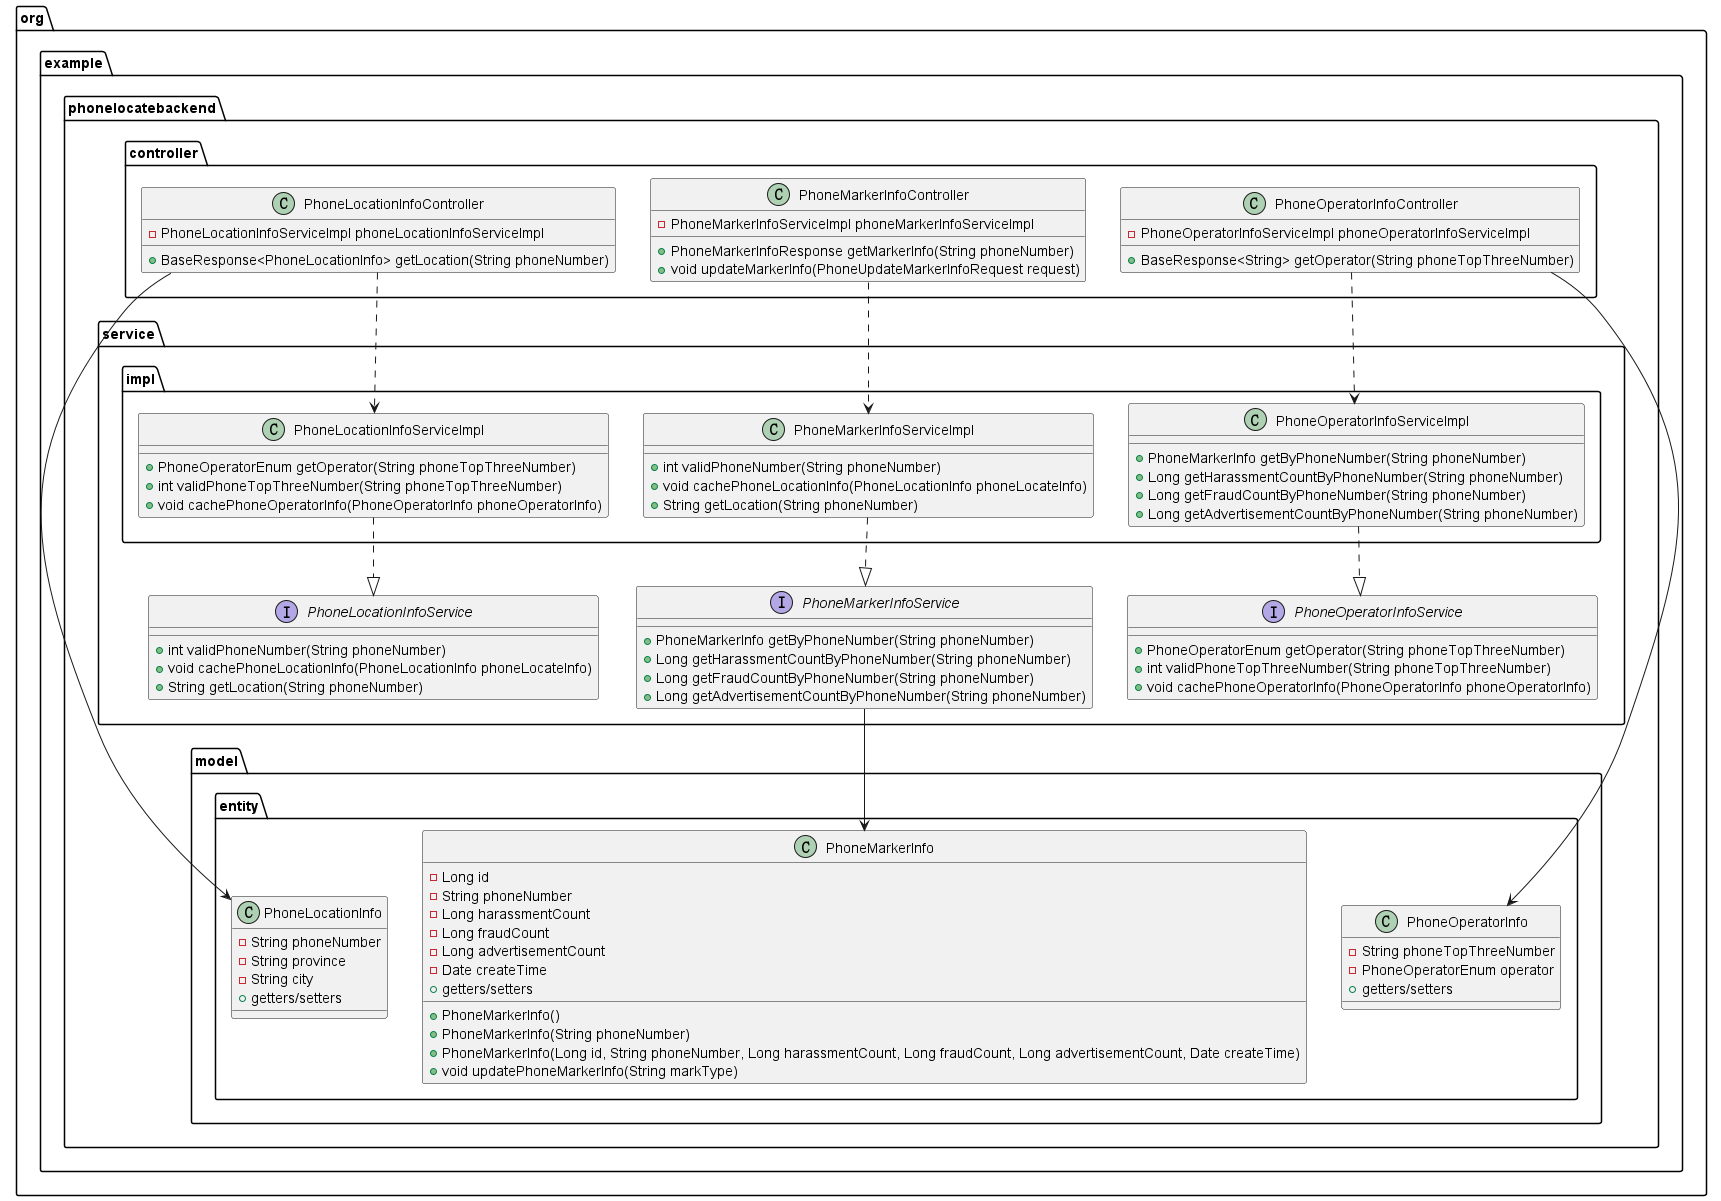 org
example
phonelocatebackend
controller
C PhoneLocationInfoController
PhoneLocationInfoServiceImpl phoneLocationInfoServiceImpl
BaseResponse<PhoneLocationInfo> getLocation(String phoneNumber)
C PhoneMarkerInfoController
PhoneMarkerInfoServiceImpl phoneMarkerInfoServiceImpl
PhoneMarkerInfoResponse getMarkerInfo(String phoneNumber)
void updateMarkerInfo(PhoneUpdateMarkerInfoRequest request)
C PhoneOperatorInfoController
PhoneOperatorInfoServiceImpl phoneOperatorInfoServiceImpl
BaseResponse<String> getOperator(String phoneTopThreeNumber)
service
impl
C PhoneLocationInfoServiceImpl
PhoneOperatorEnum getOperator(String phoneTopThreeNumber)
int validPhoneTopThreeNumber(String phoneTopThreeNumber)
void cachePhoneOperatorInfo(PhoneOperatorInfo phoneOperatorInfo)
C PhoneMarkerInfoServiceImpl
int validPhoneNumber(String phoneNumber)
void cachePhoneLocationInfo(PhoneLocationInfo phoneLocateInfo)
String getLocation(String phoneNumber)
C PhoneOperatorInfoServiceImpl
PhoneMarkerInfo getByPhoneNumber(String phoneNumber)
Long getHarassmentCountByPhoneNumber(String phoneNumber)
Long getFraudCountByPhoneNumber(String phoneNumber)
Long getAdvertisementCountByPhoneNumber(String phoneNumber)
I PhoneLocationInfoService
int validPhoneNumber(String phoneNumber)
void cachePhoneLocationInfo(PhoneLocationInfo phoneLocateInfo)
String getLocation(String phoneNumber)
I PhoneMarkerInfoService
PhoneMarkerInfo getByPhoneNumber(String phoneNumber)
Long getHarassmentCountByPhoneNumber(String phoneNumber)
Long getFraudCountByPhoneNumber(String phoneNumber)
Long getAdvertisementCountByPhoneNumber(String phoneNumber)
I PhoneOperatorInfoService
PhoneOperatorEnum getOperator(String phoneTopThreeNumber)
int validPhoneTopThreeNumber(String phoneTopThreeNumber)
void cachePhoneOperatorInfo(PhoneOperatorInfo phoneOperatorInfo)
model
entity
C PhoneLocationInfo
String phoneNumber
String province
String city
getters/setters
C PhoneMarkerInfo
Long id
String phoneNumber
Long harassmentCount
Long fraudCount
Long advertisementCount
Date createTime
getters/setters
PhoneMarkerInfo()
PhoneMarkerInfo(String phoneNumber)
PhoneMarkerInfo(Long id, String phoneNumber, Long harassmentCount, Long fraudCount, Long advertisementCount, Date createTime)
void updatePhoneMarkerInfo(String markType)
C PhoneOperatorInfo
String phoneTopThreeNumber
PhoneOperatorEnum operator
getters/setters